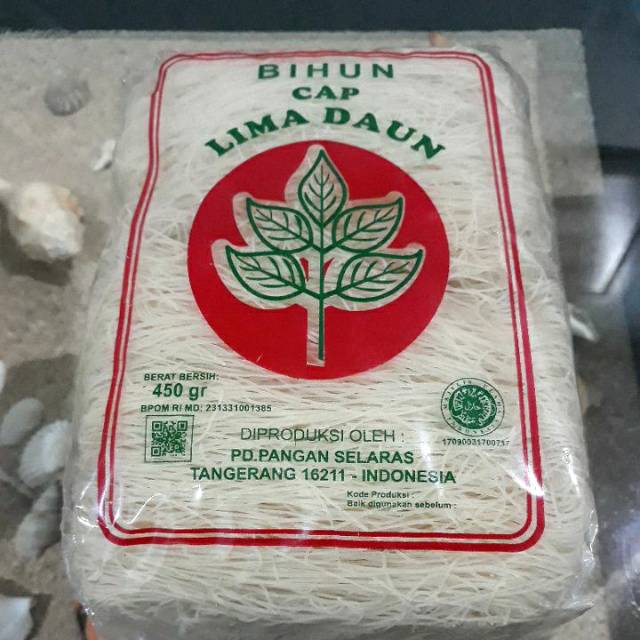 BIHUN
CAP
LIMA DAUN
BERAT BERSIH:
450 gr
BPOM RI MD: 231331001385
DIPRODUKSI OLEH :
PD.PANGAN SELARAS
TANGERANG 16211 - INDONESIA
17090031700717
Kode Produksi :
Baik digunakan sebelum :